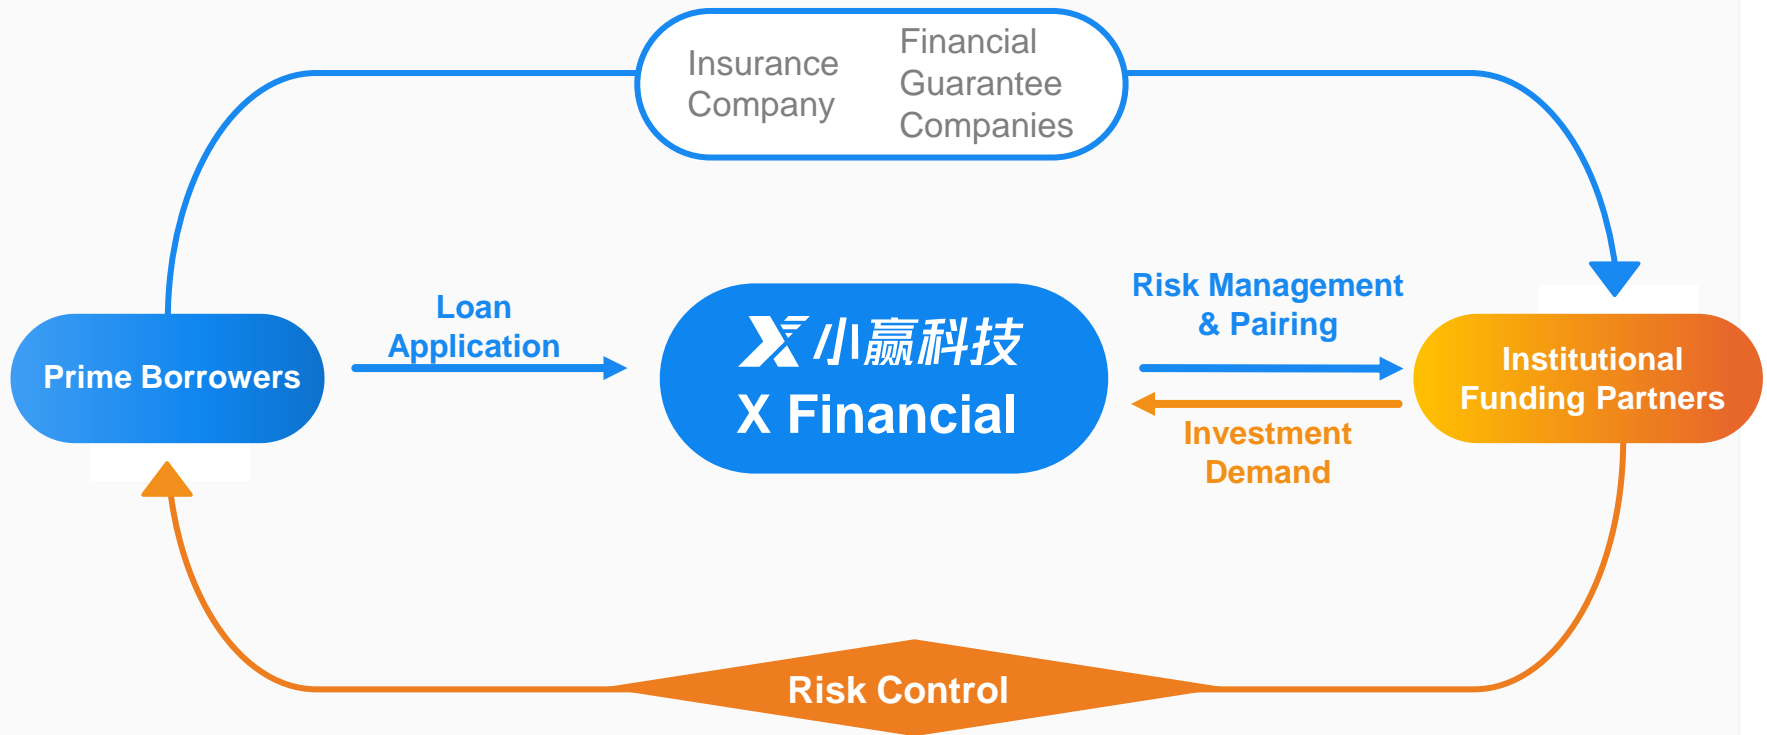 Insurance
Company
Financial
Guarantee
Companies
Loan
Application
Risk Management
& Pairing
Prime Borrowers
X小赢科技
X Financial
Institutional
Funding Partners
Investment
Demand
Risk Control